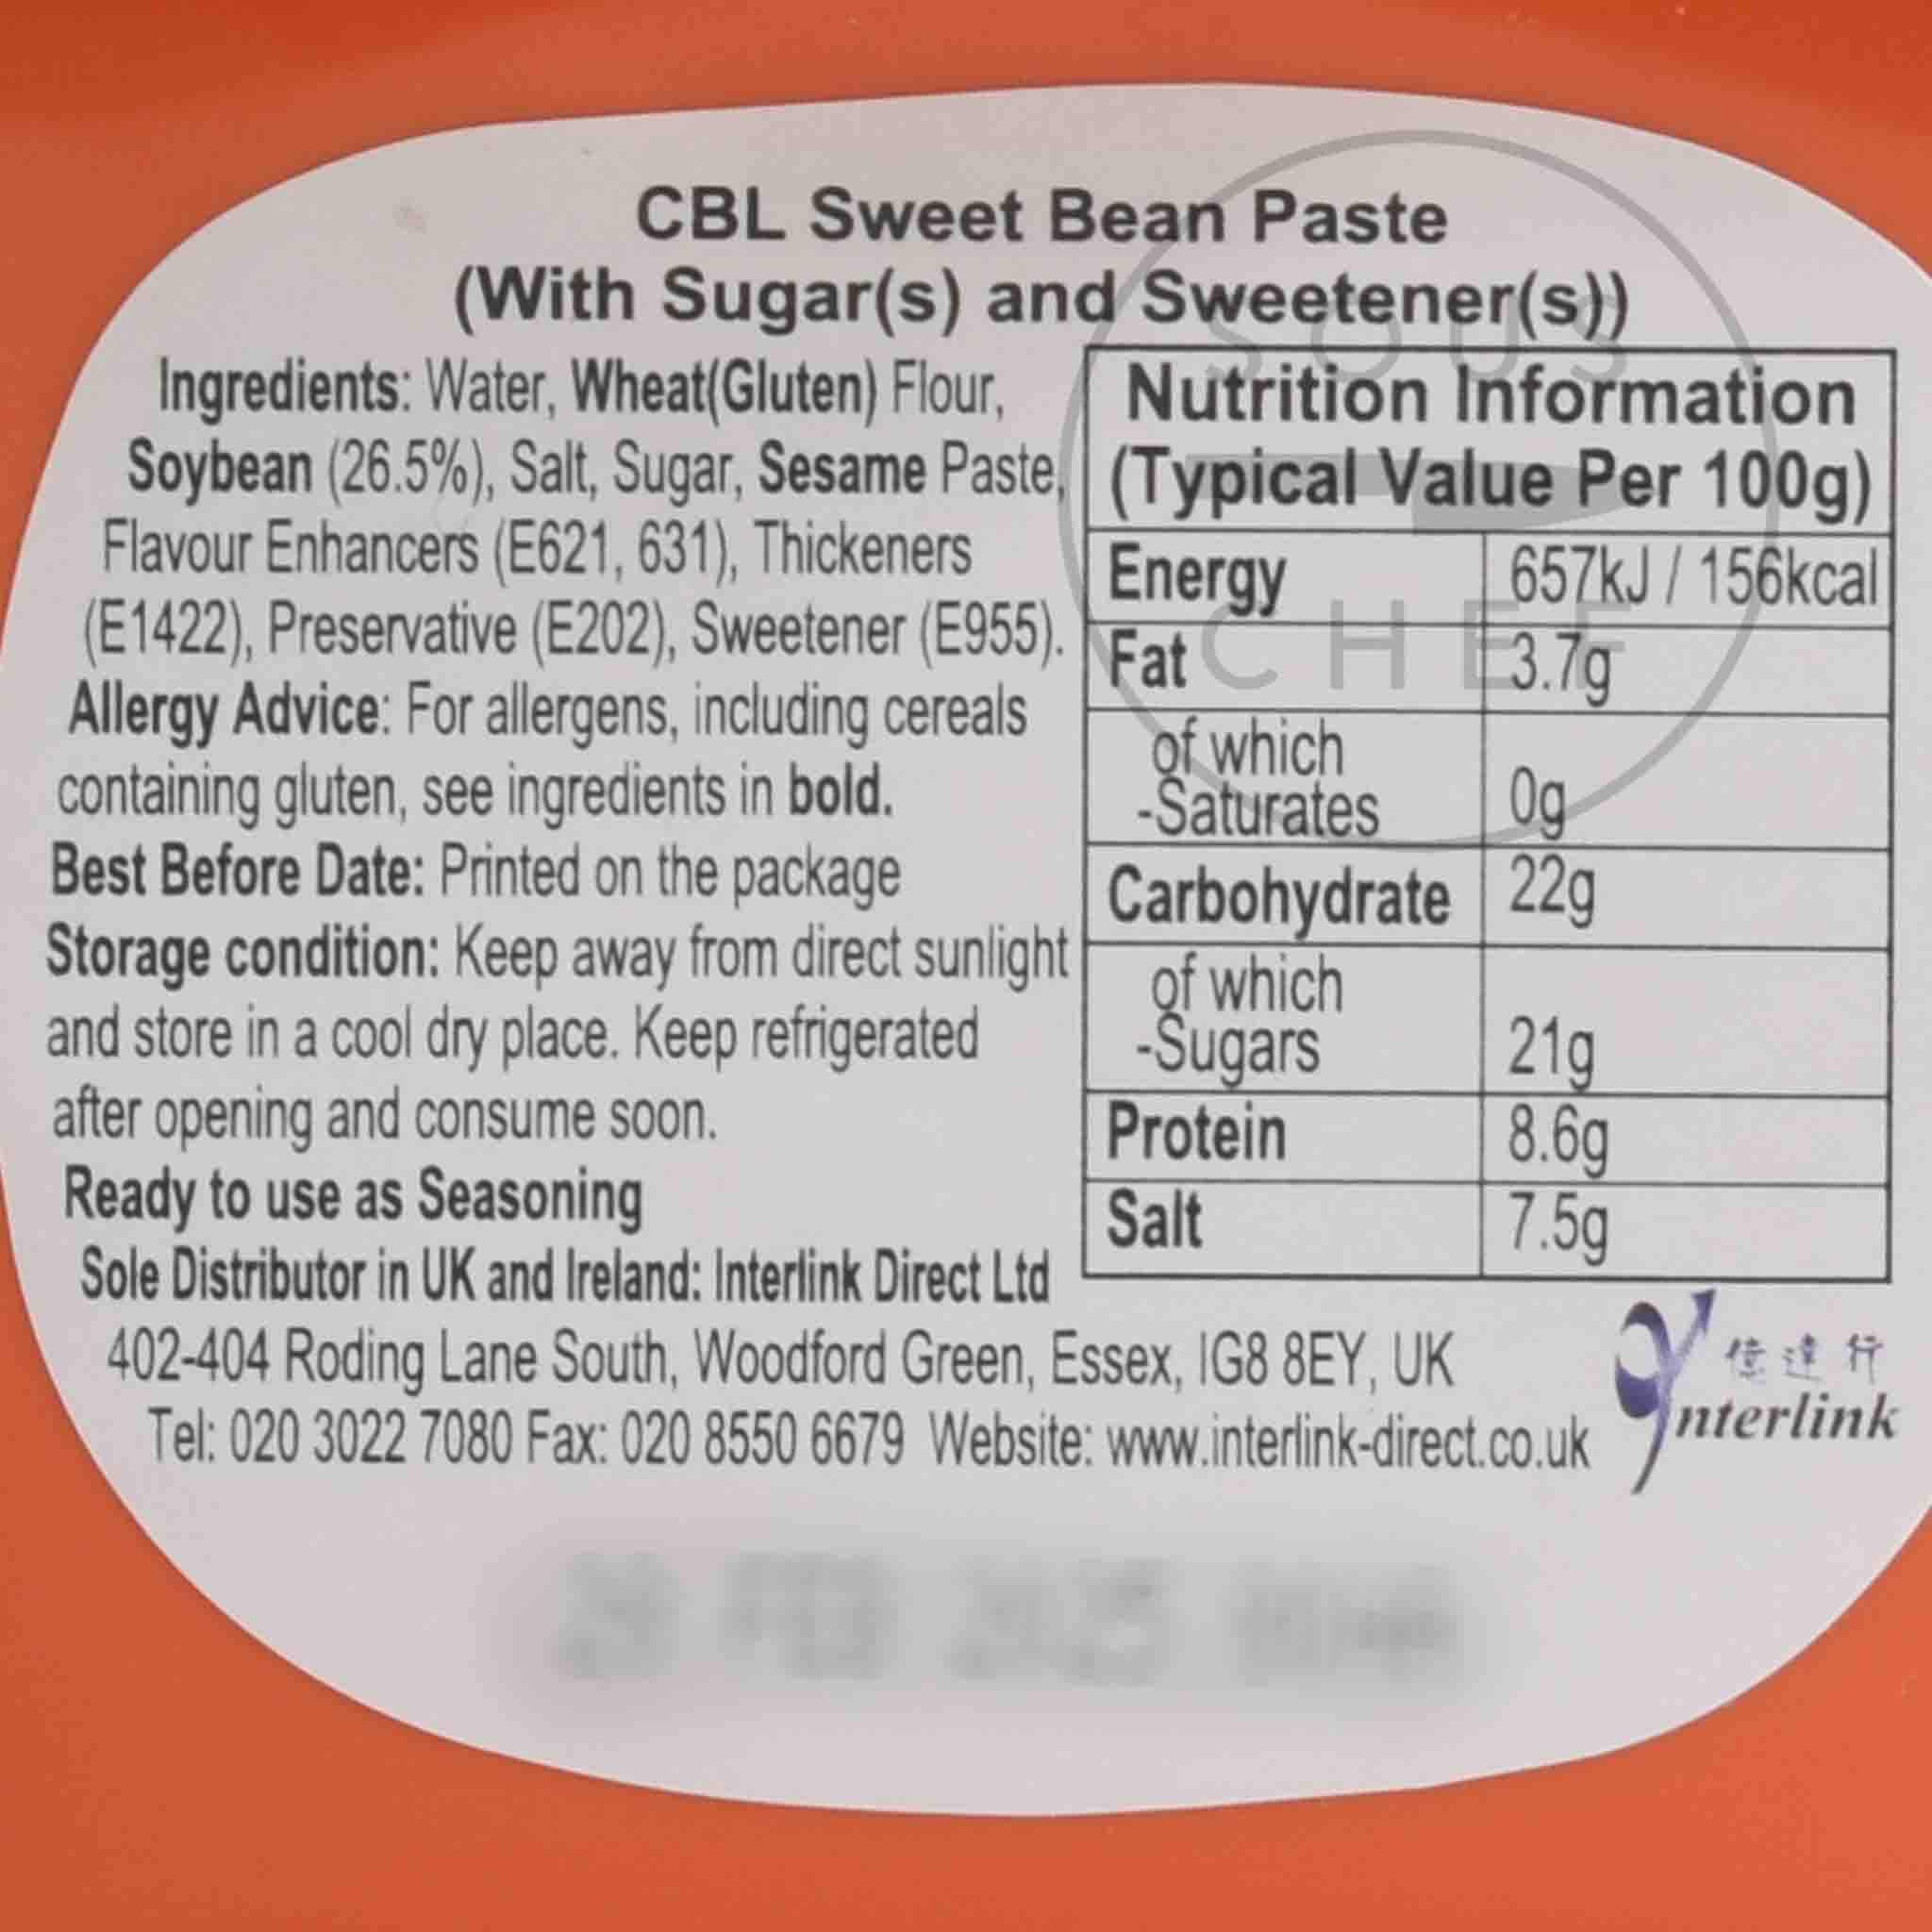 CBL Sweet Bean Paste
(With Sugar(s) and Sweetener(s))
Ingredients: Water, Wheat(Gluten) Flour,
Soybean (26.5%), Salt, Sugar, Sesame Paste,
Flavour Enhancers (E621, 631), Thickeners
(E1422), Preservative (E202), Sweetener (E955).
Allergy Advice: For allergens, including cereals
containing gluten, see ingredients in bold.
Best Before Date: Printed on the package
Storage condition: Keep away from direct sunlight
and store in a cool dry place. Keep refrigerated
after opening and consume soon.
Ready to use as Seasoning
Sole Distributor in UK and Ireland: Interlink Direct Ltd
402-404 Roding Lane South, Woodford Green, Essex, IG8 8EY, UK
Tel: 020 3022 7080 Fax: 020 8550 6679 Website: www.interlink-direct.co.uk
Nutrition Information
(Typical Value Per 100g)
Energy 657kJ / 156kcal
Fat 3.7g
of which
-Saturates 0g
Carbohydrate 22g
of which
-Sugars 21g
Protein 8.6g
Salt 7.5g
億達行
Interlink
SOUS
CHEF